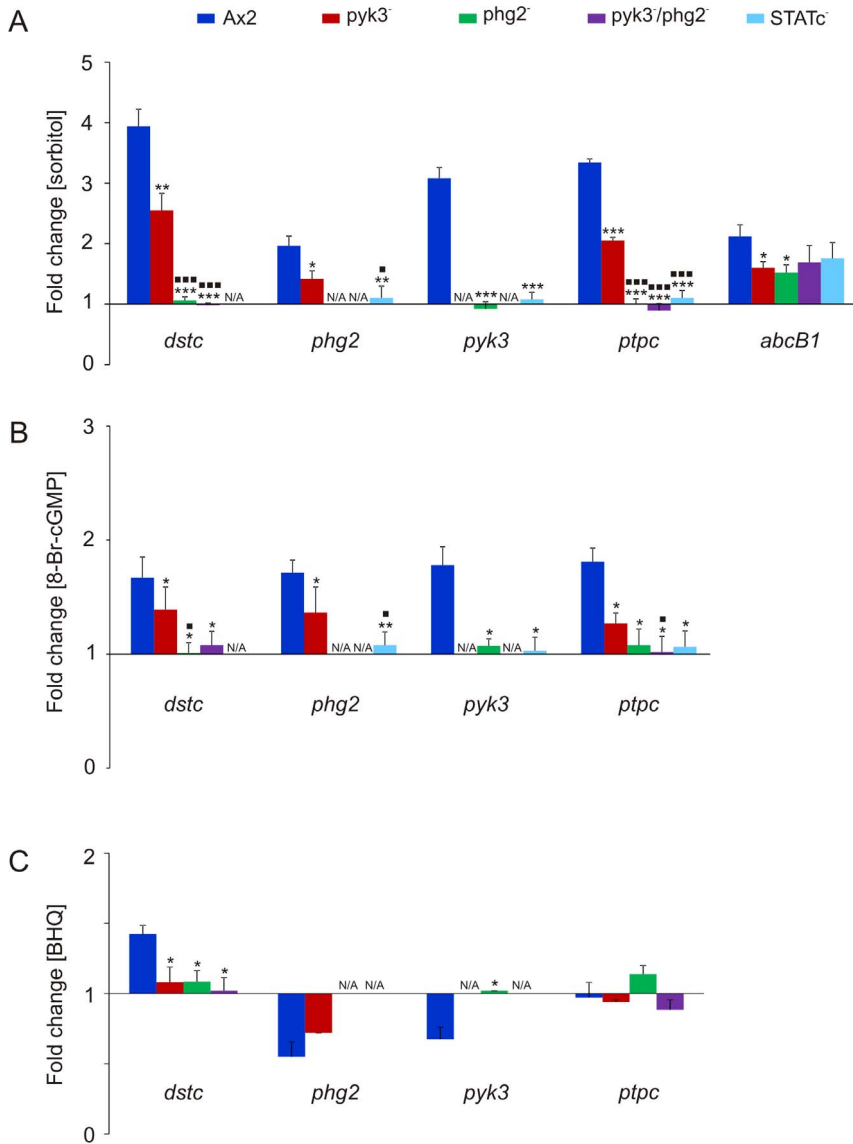 A
Ax2 pyk3⁻ phg2⁻ pyk3⁻/phg2⁻ STATc⁻
Fold change [sorbitol]
5
4
3
2
1
0
** ■■■ *** ■■■ *** N/A
* N/A N/A ■ **
N/A *** N/A ***
*** ■■■ *** ■■■ *** ■■■ ***
* *
dstc phg2 pyk3 ptpc abcB1
B
Fold change [8-Br-cGMP]
3
2
1
0
* ■ * * N/A
* N/A N/A ■ **
N/A * N/A *
* * ■ * *
dstc phg2 pyk3 ptpc
C
Fold change [BHQ]
2
1
0
* * *
N/A N/A
N/A * N/A
dstc phg2 pyk3 ptpc